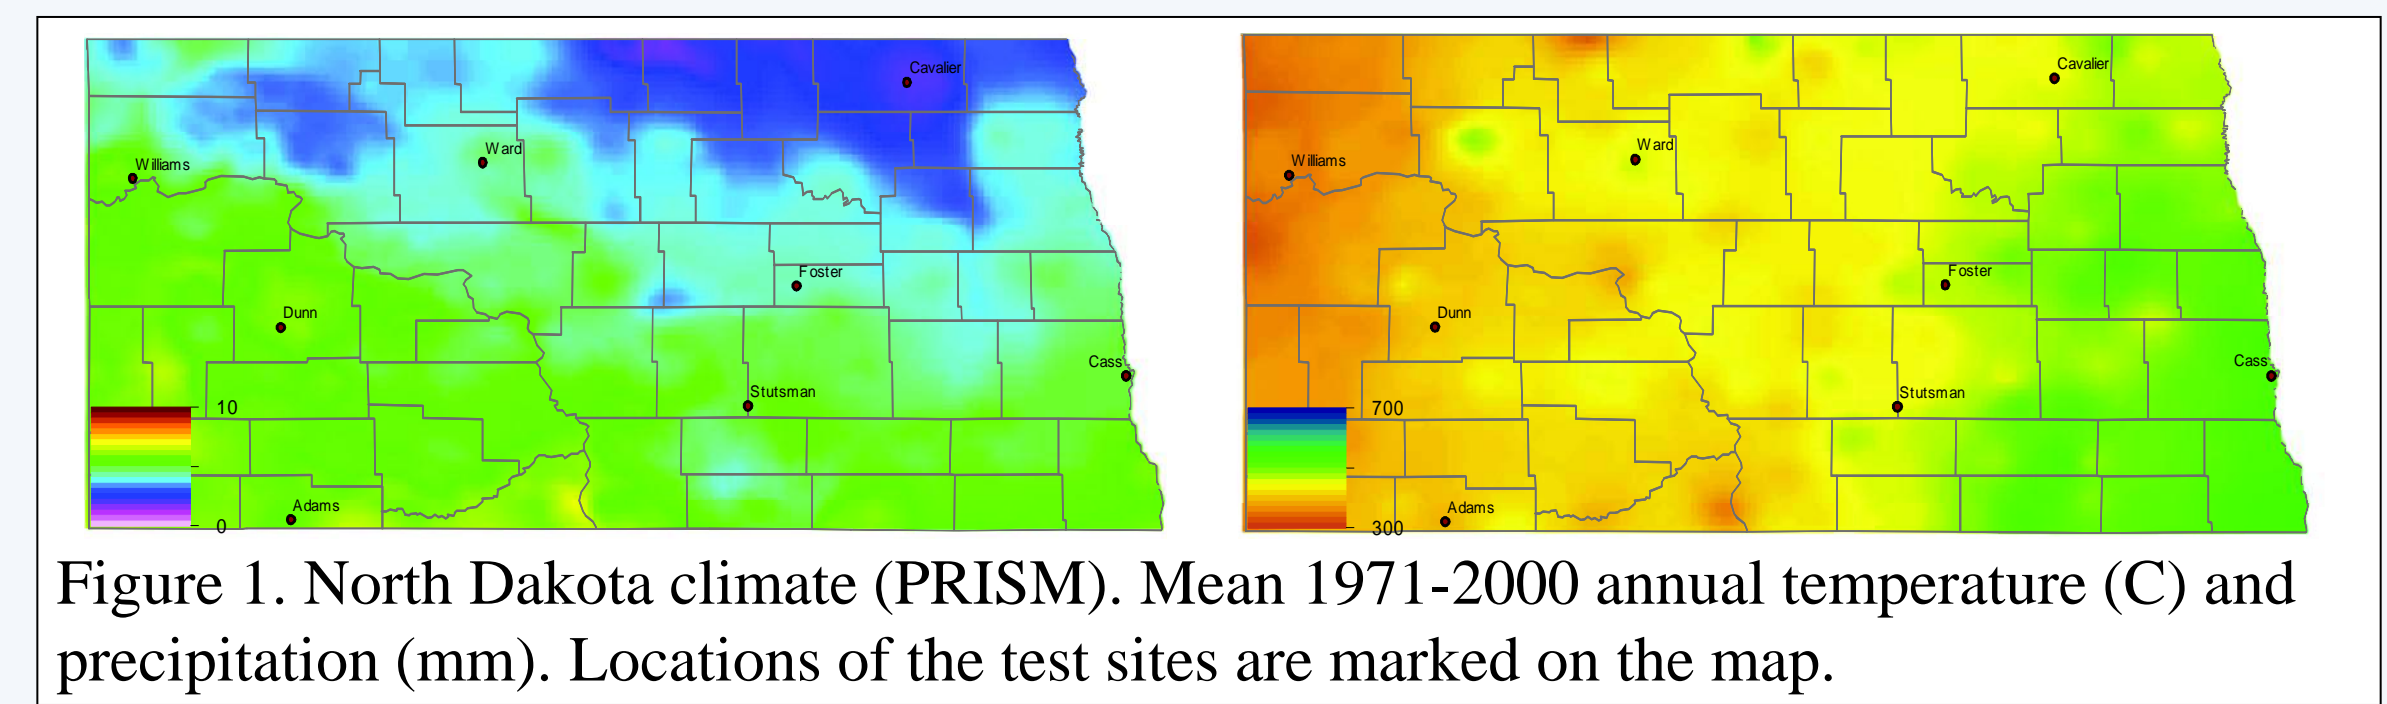 Cavalier
Ward
Williams
Foster
Dunn
Cass
Stutsman
10
Adams
0
Cavalier
Ward
Williams
Foster
Dunn
Cass
Stutsman
700
Adams
300
Figure 1. North Dakota climate (PRISM). Mean 1971-2000 annual temperature (C) and
precipitation (mm). Locations of the test sites are marked on the map.